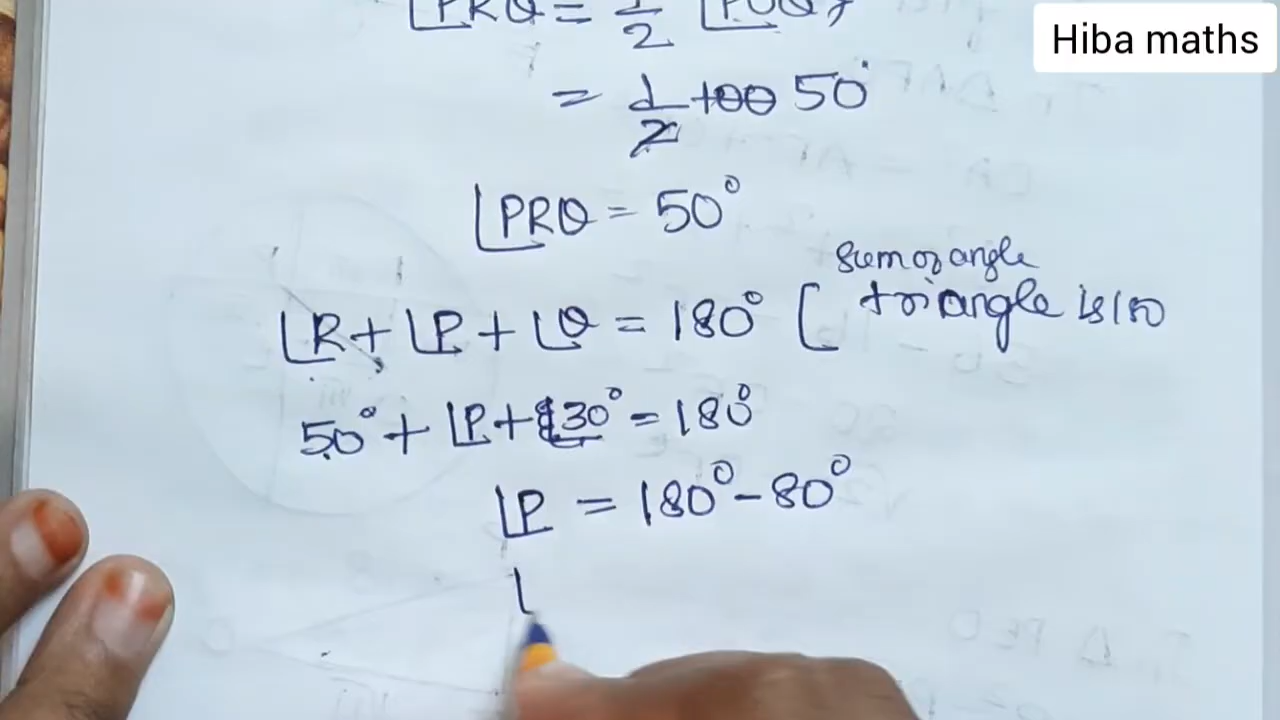 Hiba maths
∠PRQ = 1/2 ∠POQ,
= 1/2 100 50°
∠PRQ = 50°
sum of angle
∠R + ∠P + ∠Q = 180° [ triangle is 180
50° + ∠P + 30° = 180°
∠P = 180° - 80°